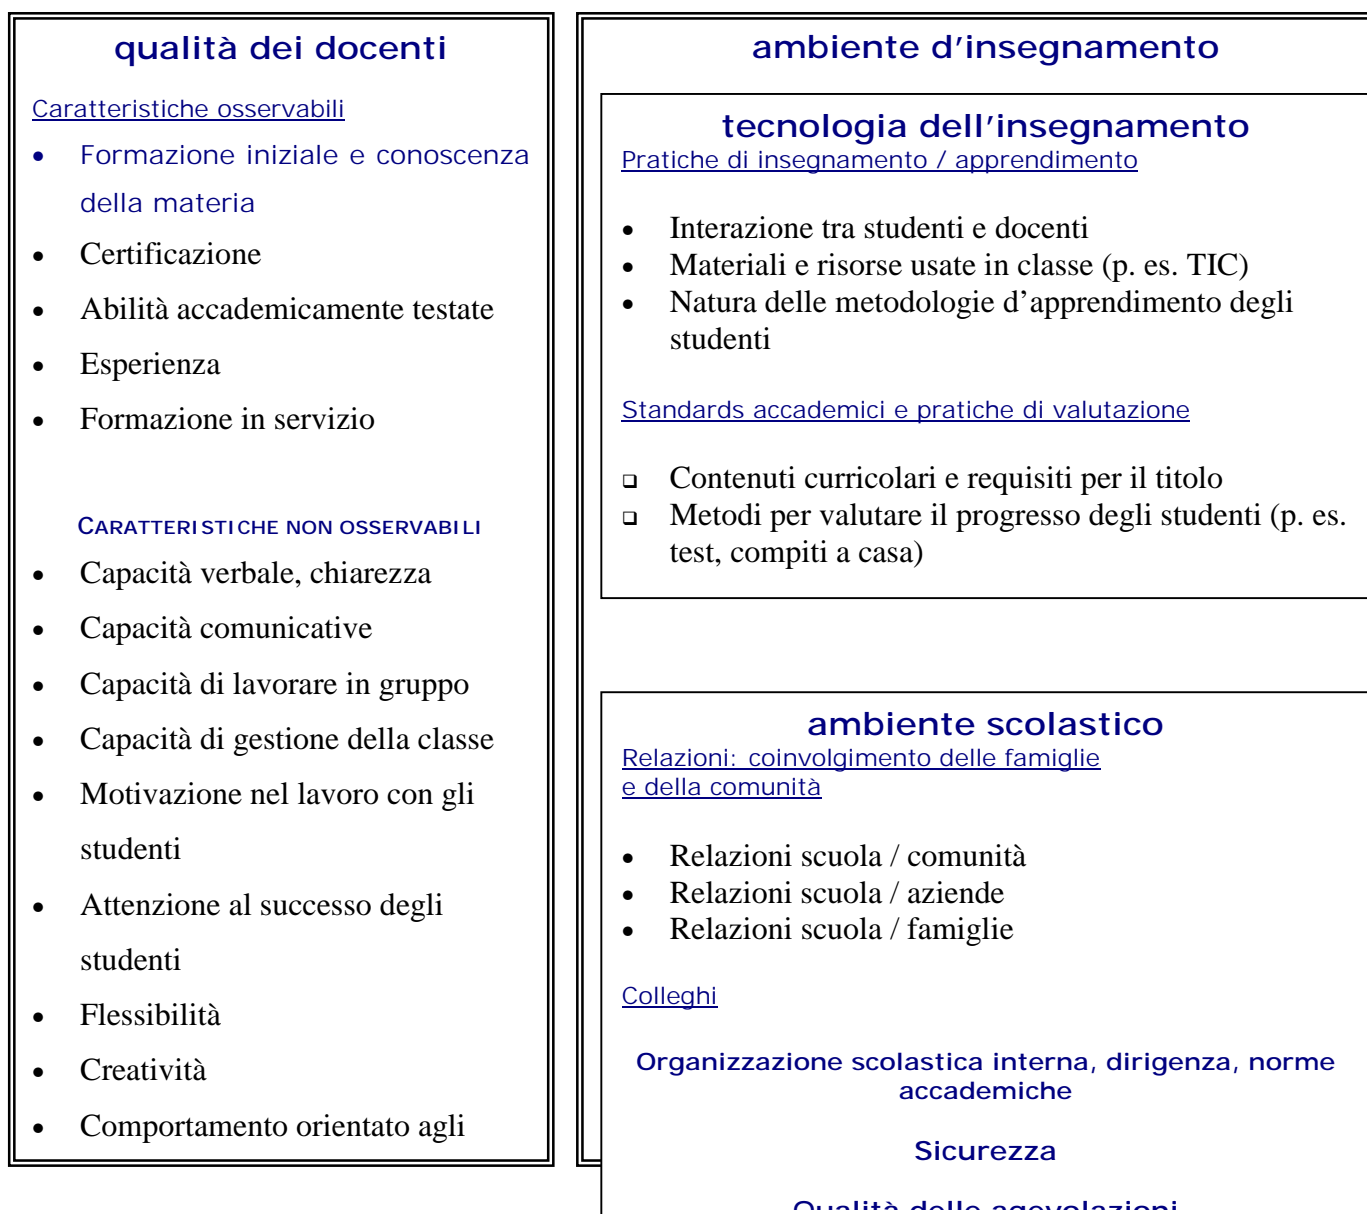 qualità dei docenti
Caratteristiche osservabili
• Formazione iniziale e conoscenza
della materia
• Certificazione
• Abilità accademicamente testate
• Esperienza
• Formazione in servizio
CARATTERISTICHE NON OSSERVABILI
• Capacità verbale, chiarezza
• Capacità comunicative
• Capacità di lavorare in gruppo
• Capacità di gestione della classe
• Motivazione nel lavoro con gli
studenti
• Attenzione al successo degli
studenti
• Flessibilità
• Creatività
• Comportamento orientato agli
ambiente d'insegnamento
tecnologia dell'insegnamento
Pratiche di insegnamento / apprendimento
• Interazione tra studenti e docenti
• Materiali e risorse usate in classe (p. es. TIC)
• Natura delle metodologie d'apprendimento degli
studenti
Standards accademici e pratiche di valutazione
❑ Contenuti curricolari e requisiti per il titolo
❑ Metodi per valutare il progresso degli studenti (p. es.
test, compiti a casa)
ambiente scolastico
Relazioni: coinvolgimento delle famiglie
e della comunità
• Relazioni scuola / comunità
• Relazioni scuola / aziende
• Relazioni scuola / famiglie
Colleghi
Organizzazione scolastica interna, dirigenza, norme
accademiche
Sicurezza
Qualità delle agevolazioni